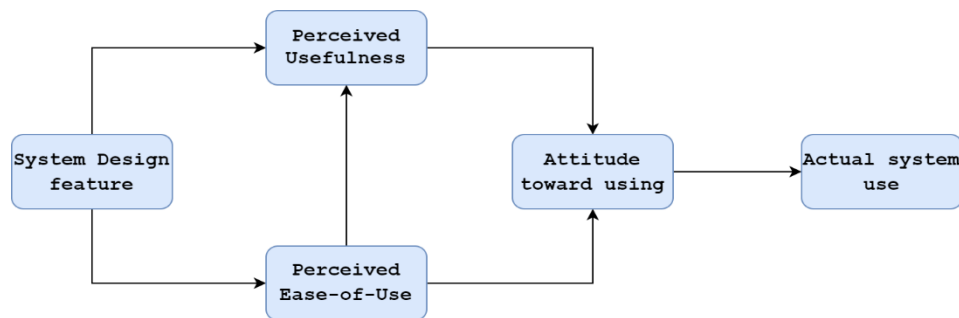 Perceived
Usefulness
System Design
feature
Attitude
toward using
Actual system
use
Perceived
Ease-of-Use